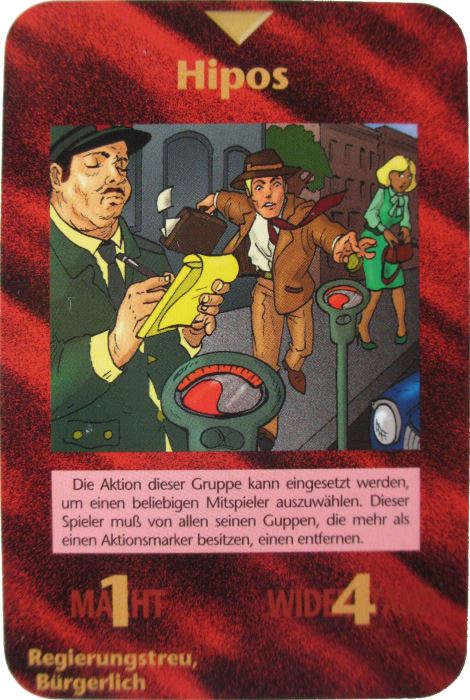 Hipos
Die Aktion dieser Gruppe kann eingesetzt werden,
um einen beliebigen Mitspieler auszuwählen. Dieser
Spieler muß von allen seinen Guppen, die mehr als
einen Aktionsmarker besitzen, einen entfernen.
MA1HT WIDE4TA
Regierungstreu,
Bürgerlich